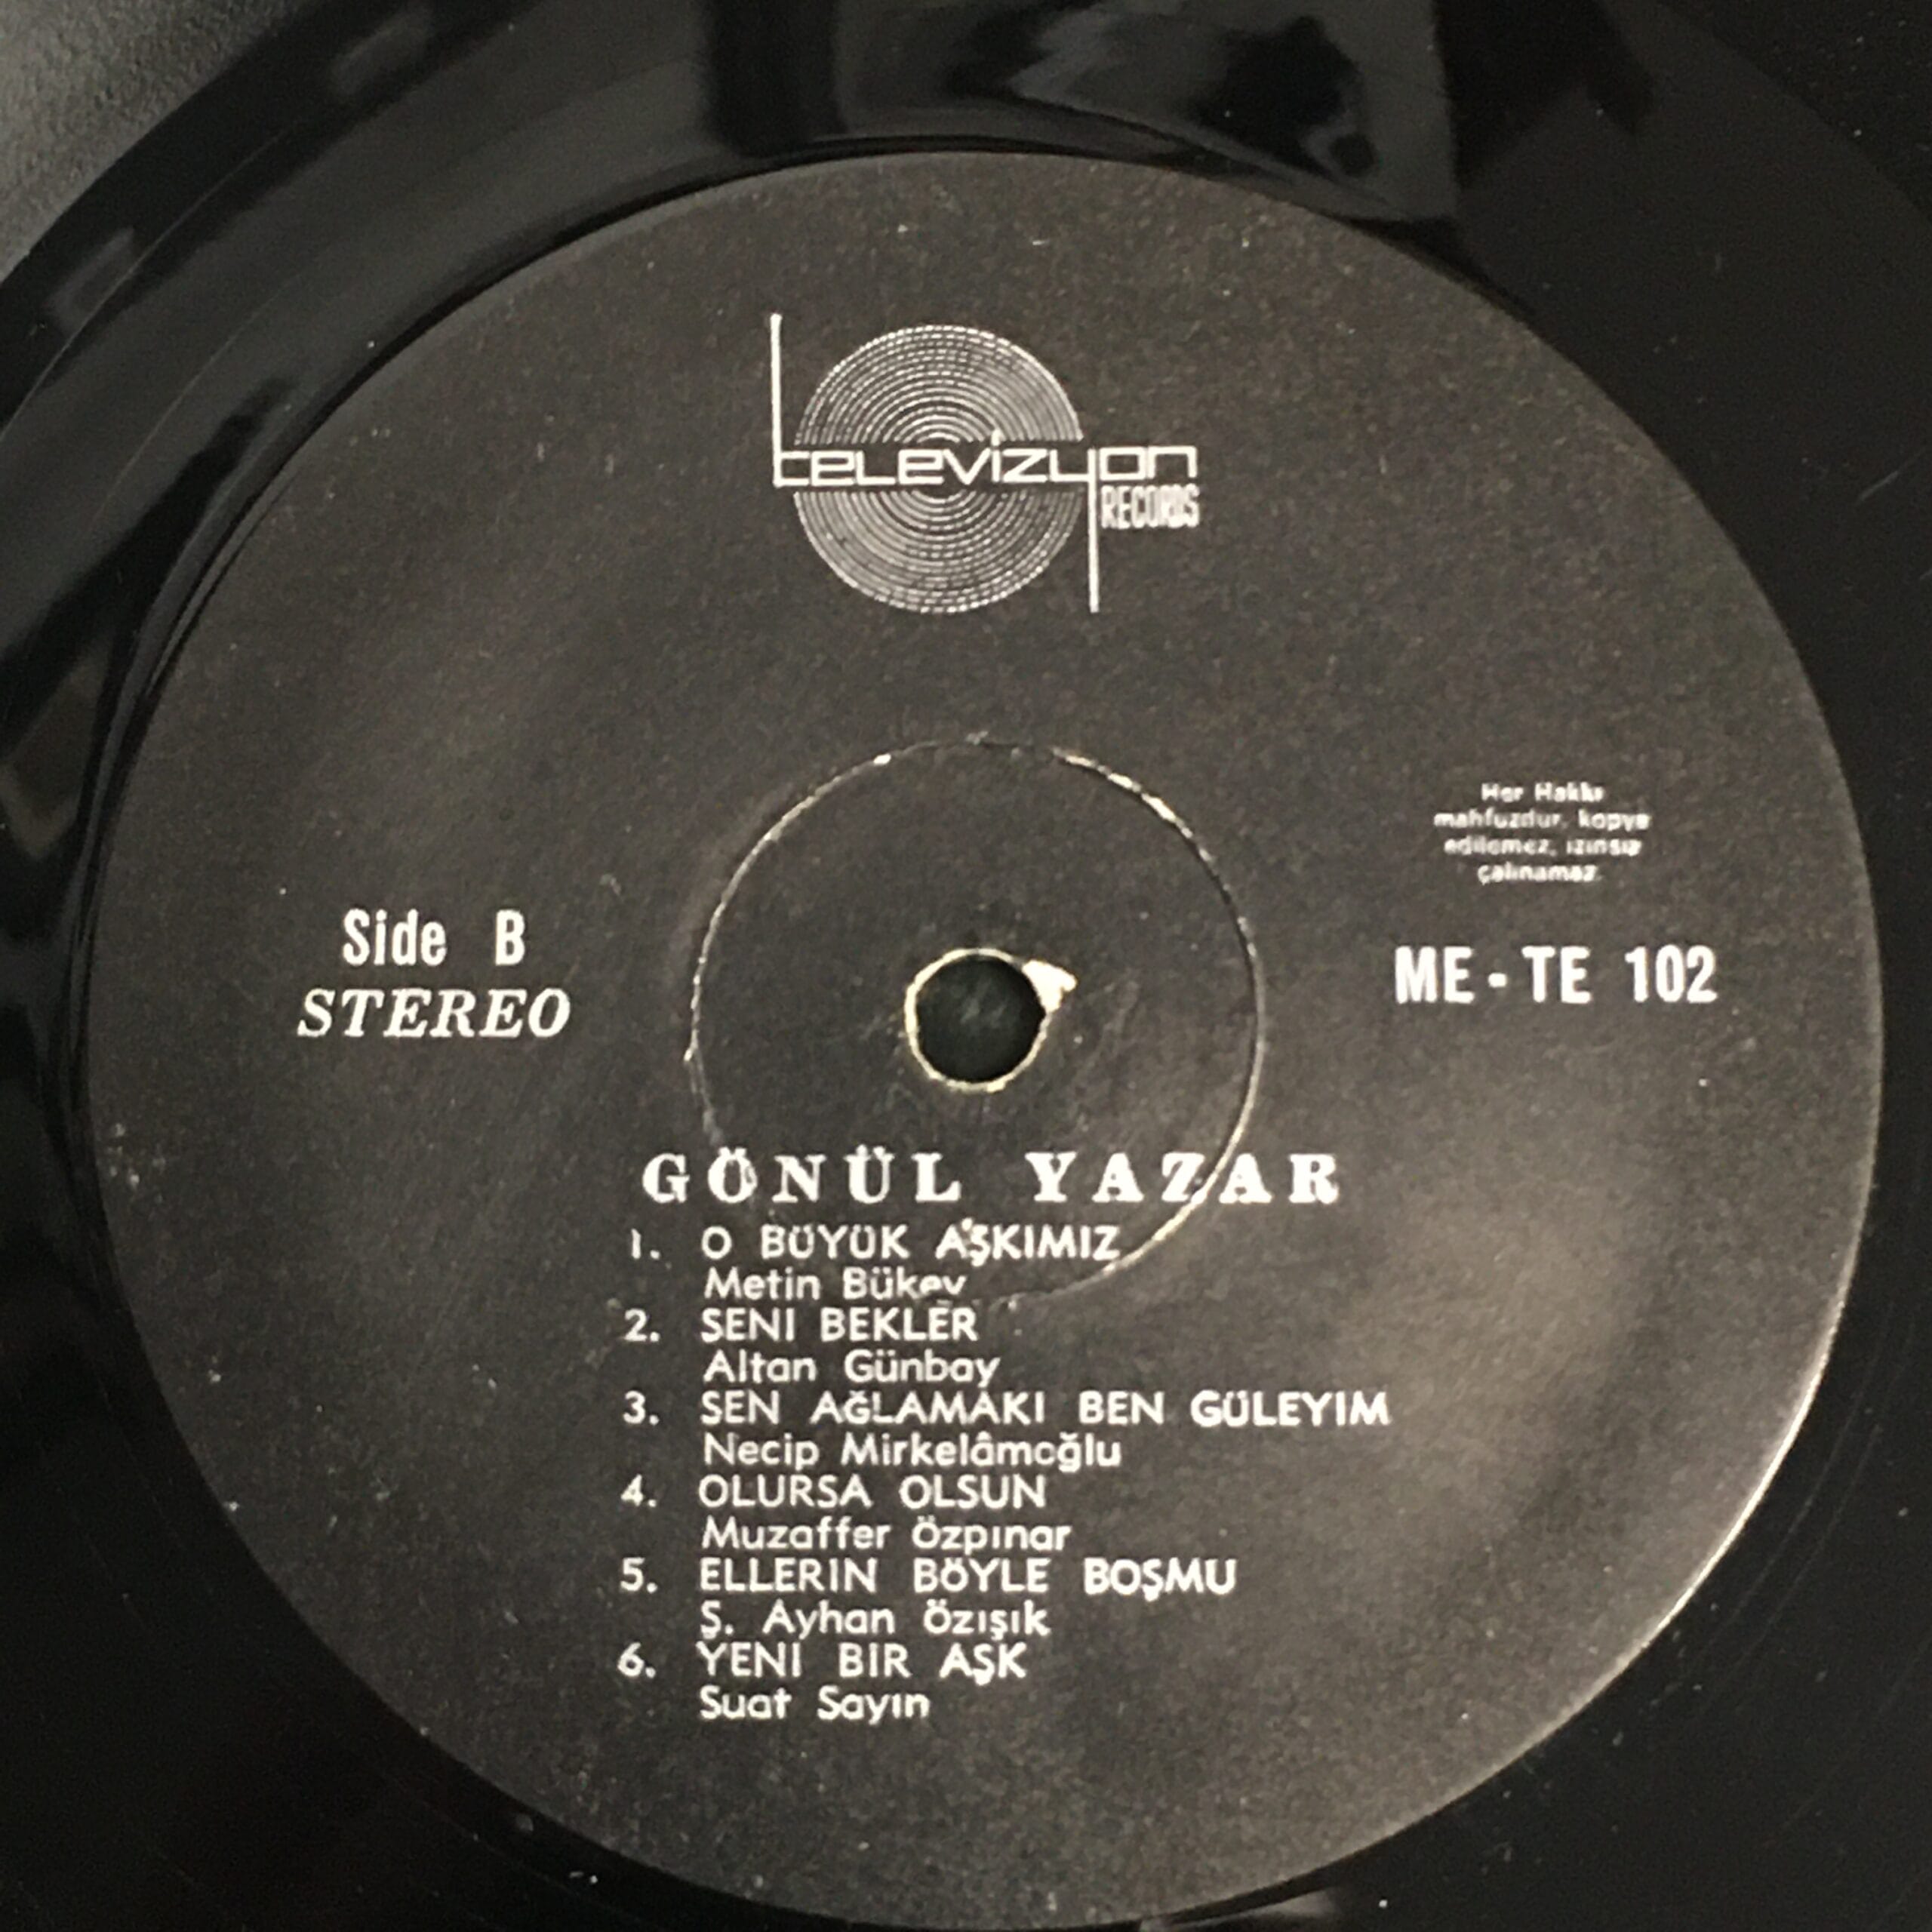 televizyon
RECORDS
Her Hakkı
mahfuzdur, kopye
edilemez, izinsiz
çalınamaz.
Side B
STEREO
ME - TE 102
GÖNÜL YAZAR
1. O BÜYÜK AŞKIMIZ
Metin Bükey
2. SENI BEKLER
Altan Günbay
3. SEN AĞLAMAKI BEN GÜLEYIM
Necip Mirkelâmoğlu
4. OLURSA OLSUN
Muzaffer Özpınar
5. ELLERIN BÖYLE BOŞMU
Ş. Ayhan Özışık
6. YENI BIR AŞK
Suat Sayın